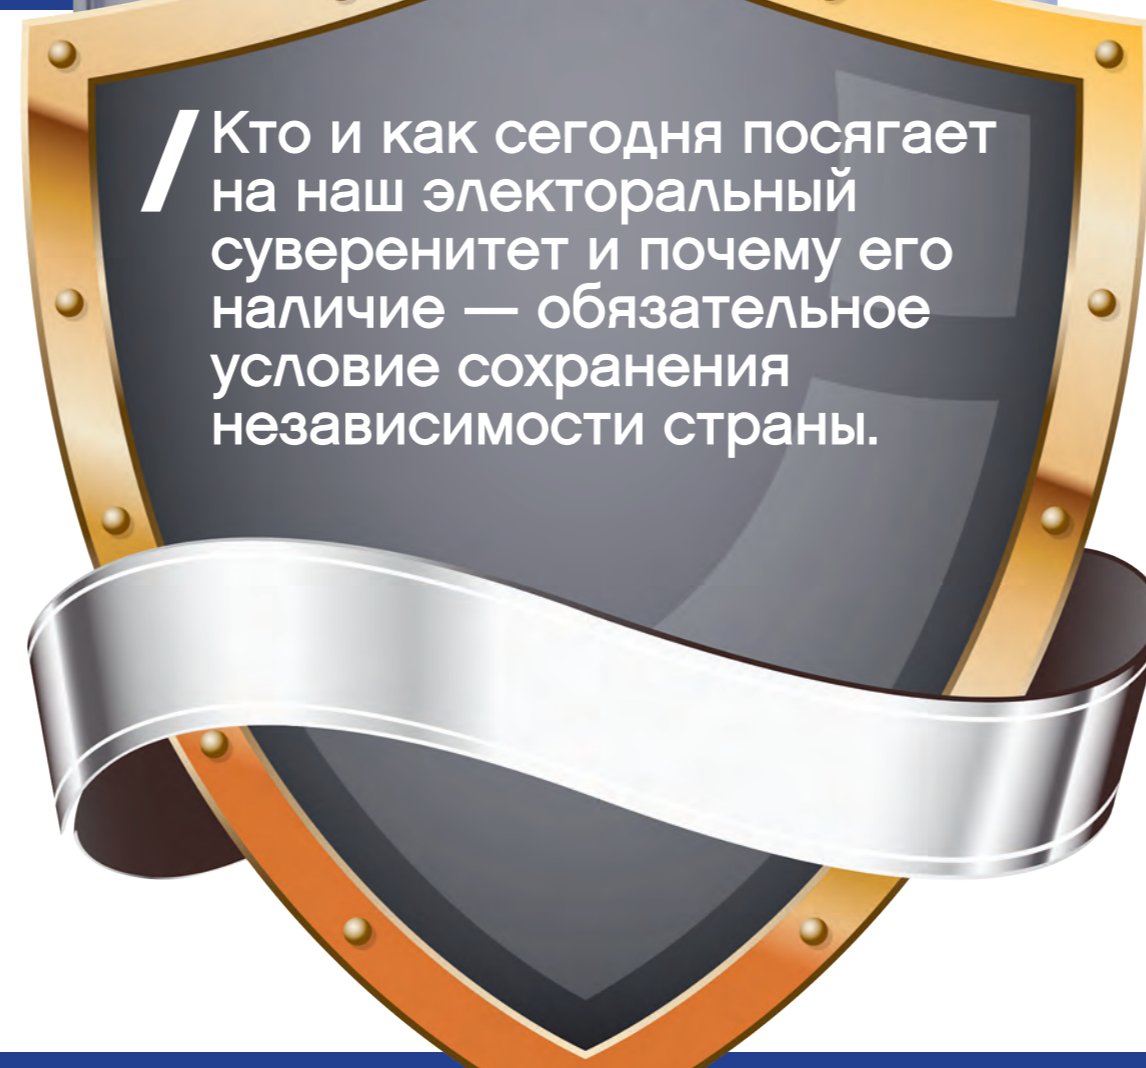 / Кто и как сегодня посягает
на наш электоральный
суверенитет и почему его
наличие — обязательное
условие сохранения
независимости страны.